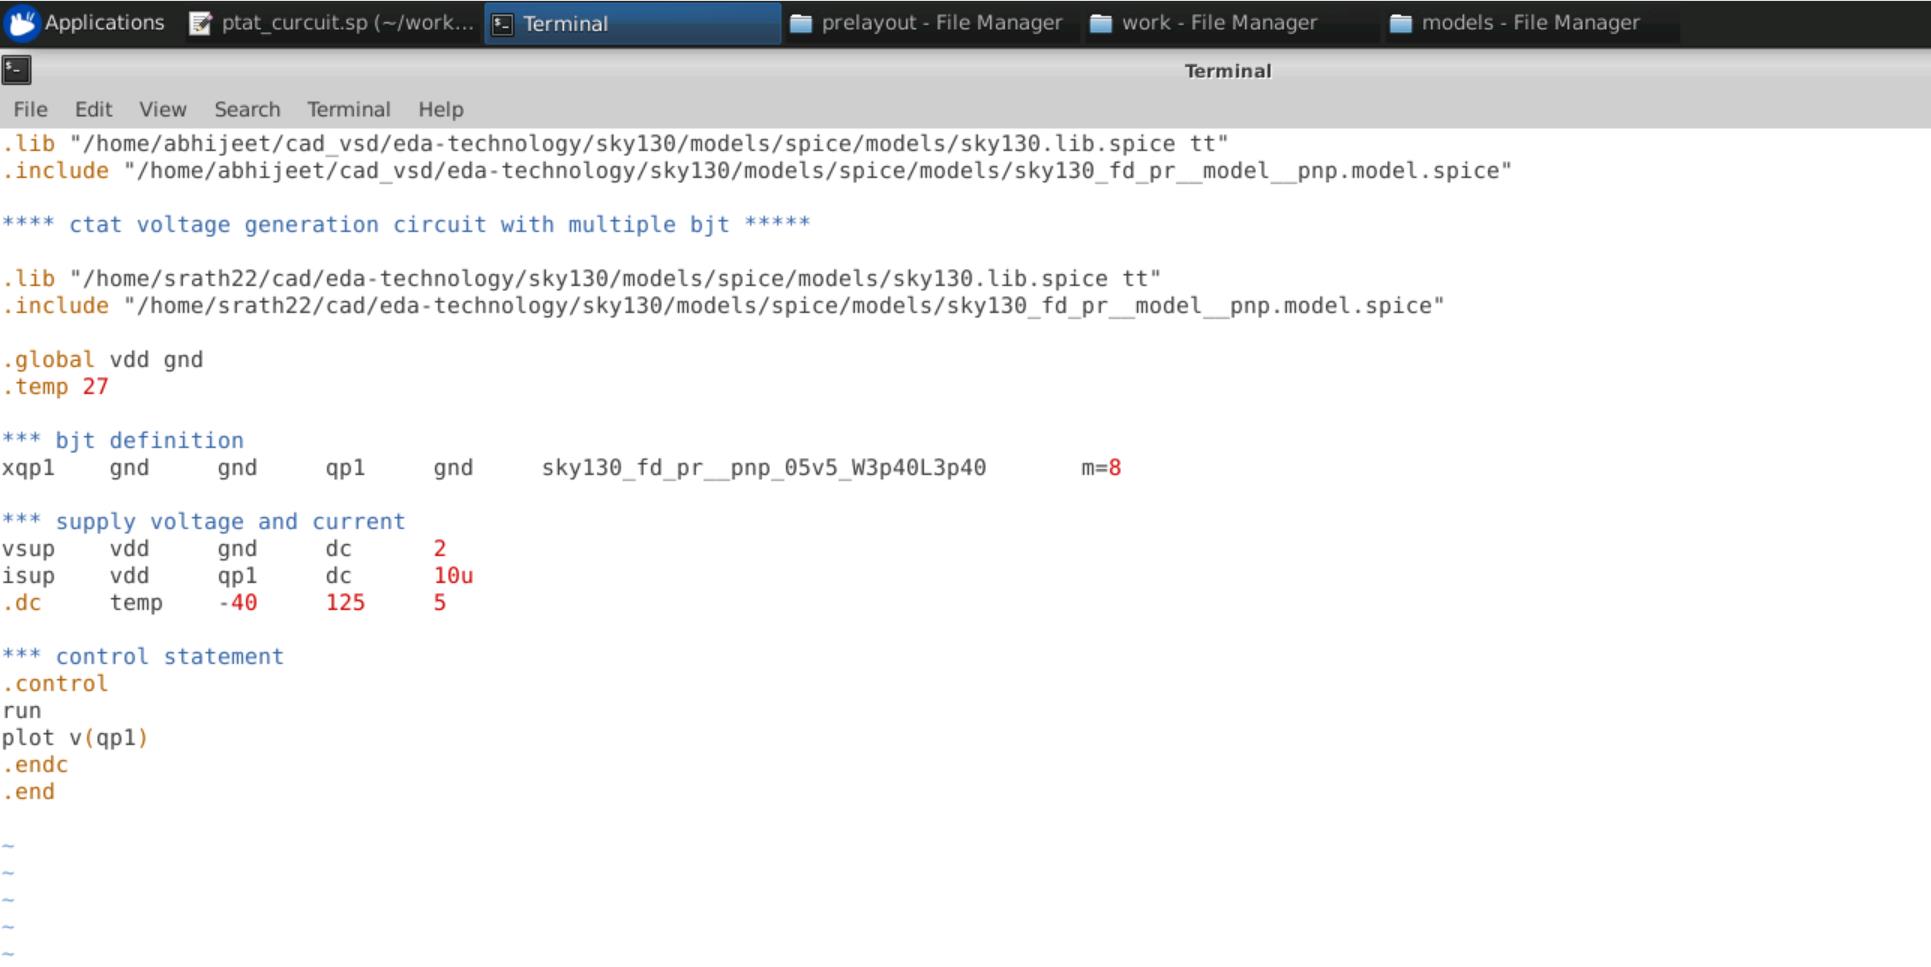 Applications ptat_curcuit.sp (~/work... Terminal prelayout - File Manager work - File Manager models - File Manager
Terminal
File Edit View Search Terminal Help
.lib "/home/abhijeet/cad_vsd/eda-technology/sky130/models/spice/models/sky130.lib.spice tt"
.include "/home/abhijeet/cad_vsd/eda-technology/sky130/models/spice/models/sky130_fd_pr__model__pnp.model.spice"
**** ctat voltage generation circuit with multiple bjt *****
.lib "/home/srath22/cad/eda-technology/sky130/models/spice/models/sky130.lib.spice tt"
.include "/home/srath22/cad/eda-technology/sky130/models/spice/models/sky130_fd_pr__model__pnp.model.spice"
.global vdd gnd
.temp 27
*** bjt definition
xqp1 gnd gnd qp1 gnd sky130_fd_pr__pnp_05v5_W3p40L3p40 m=8
*** supply voltage and current
vsup vdd gnd dc 2
isup vdd qp1 dc 10u
.dc temp -40 125 5
*** control statement
.control
run
plot v(qp1)
.endc
.end
~
~
~
~
~